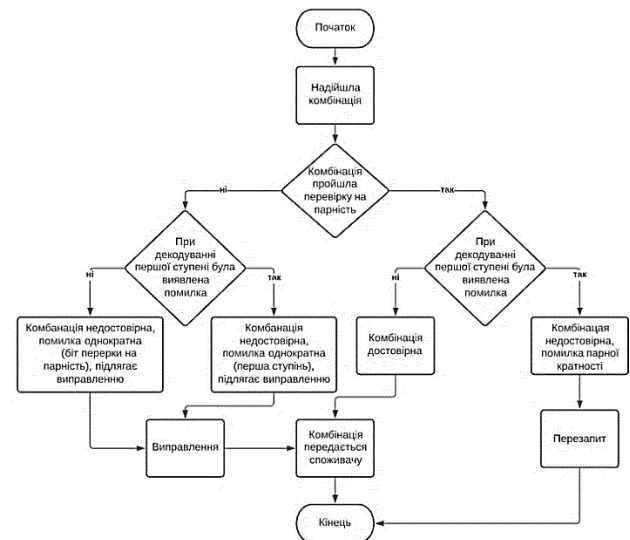 Початок
Надійшла
комбінація
Комбінація
пройшла
перевірку на
парність
ні
так
При
декодуванні
першої ступені була
виявлена
помилка
ні
так
При
декодуванні
першої ступені була
виявлена
помилка
ні
так
Комбанація недостовірна,
помилка однократна
(біт перерки на
парність), підлягає
виправленню
Комбанація
недостовірна,
помилка однократна
(перша ступінь),
підлягає виправленню
Комбінація
достовірна
Комбінацая
недостовірна,
помилка парної
кратності
Виправлення
Комбінація
передається
споживачу
Перезапит
Кінець